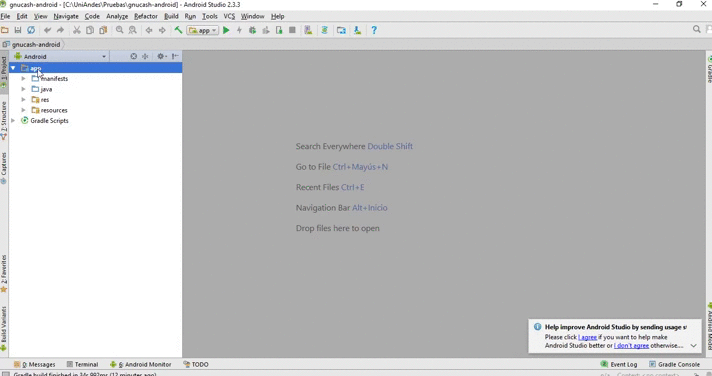 gnucash-android - [C:\UniAndes\Pruebas\gnucash-android] - Android Studio 2.3.3
File Edit View Navigate Code Analyze Refactor Build Run Tools VCS Window Help
app
gnucash-android
Android
1: Project
Gradle
app
manifests
java
res
resources
Gradle Scripts
Z: Structure
Captures
2: Favorites
Build Variants
Android Model
Search Everywhere Double Shift
Go to File Ctrl+Mayús+N
Recent Files Ctrl+E
Navigation Bar Alt+Inicio
Drop files here to open
Help improve Android Studio by sending usage
Please click I agree if you want to help make
Android Studio better or I don't agree otherwise....
0: Messages Terminal 6: Android Monitor TODO Event Log Gradle Console
Gradle build finished in 34s 992ms (12 minutes ago)
n/a Context: <no context>